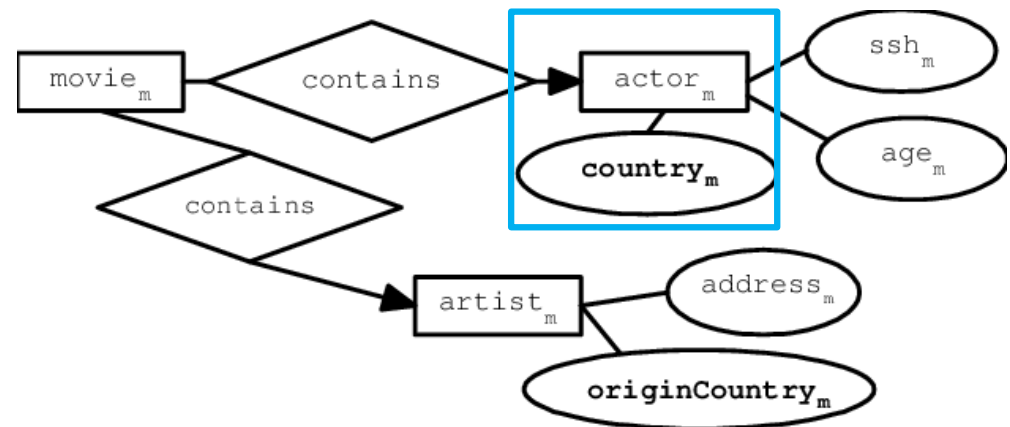 movie_m
contains
actor_m
ssh_m
country_m
age_m
contains
artist_m
address_m
originCountry_m